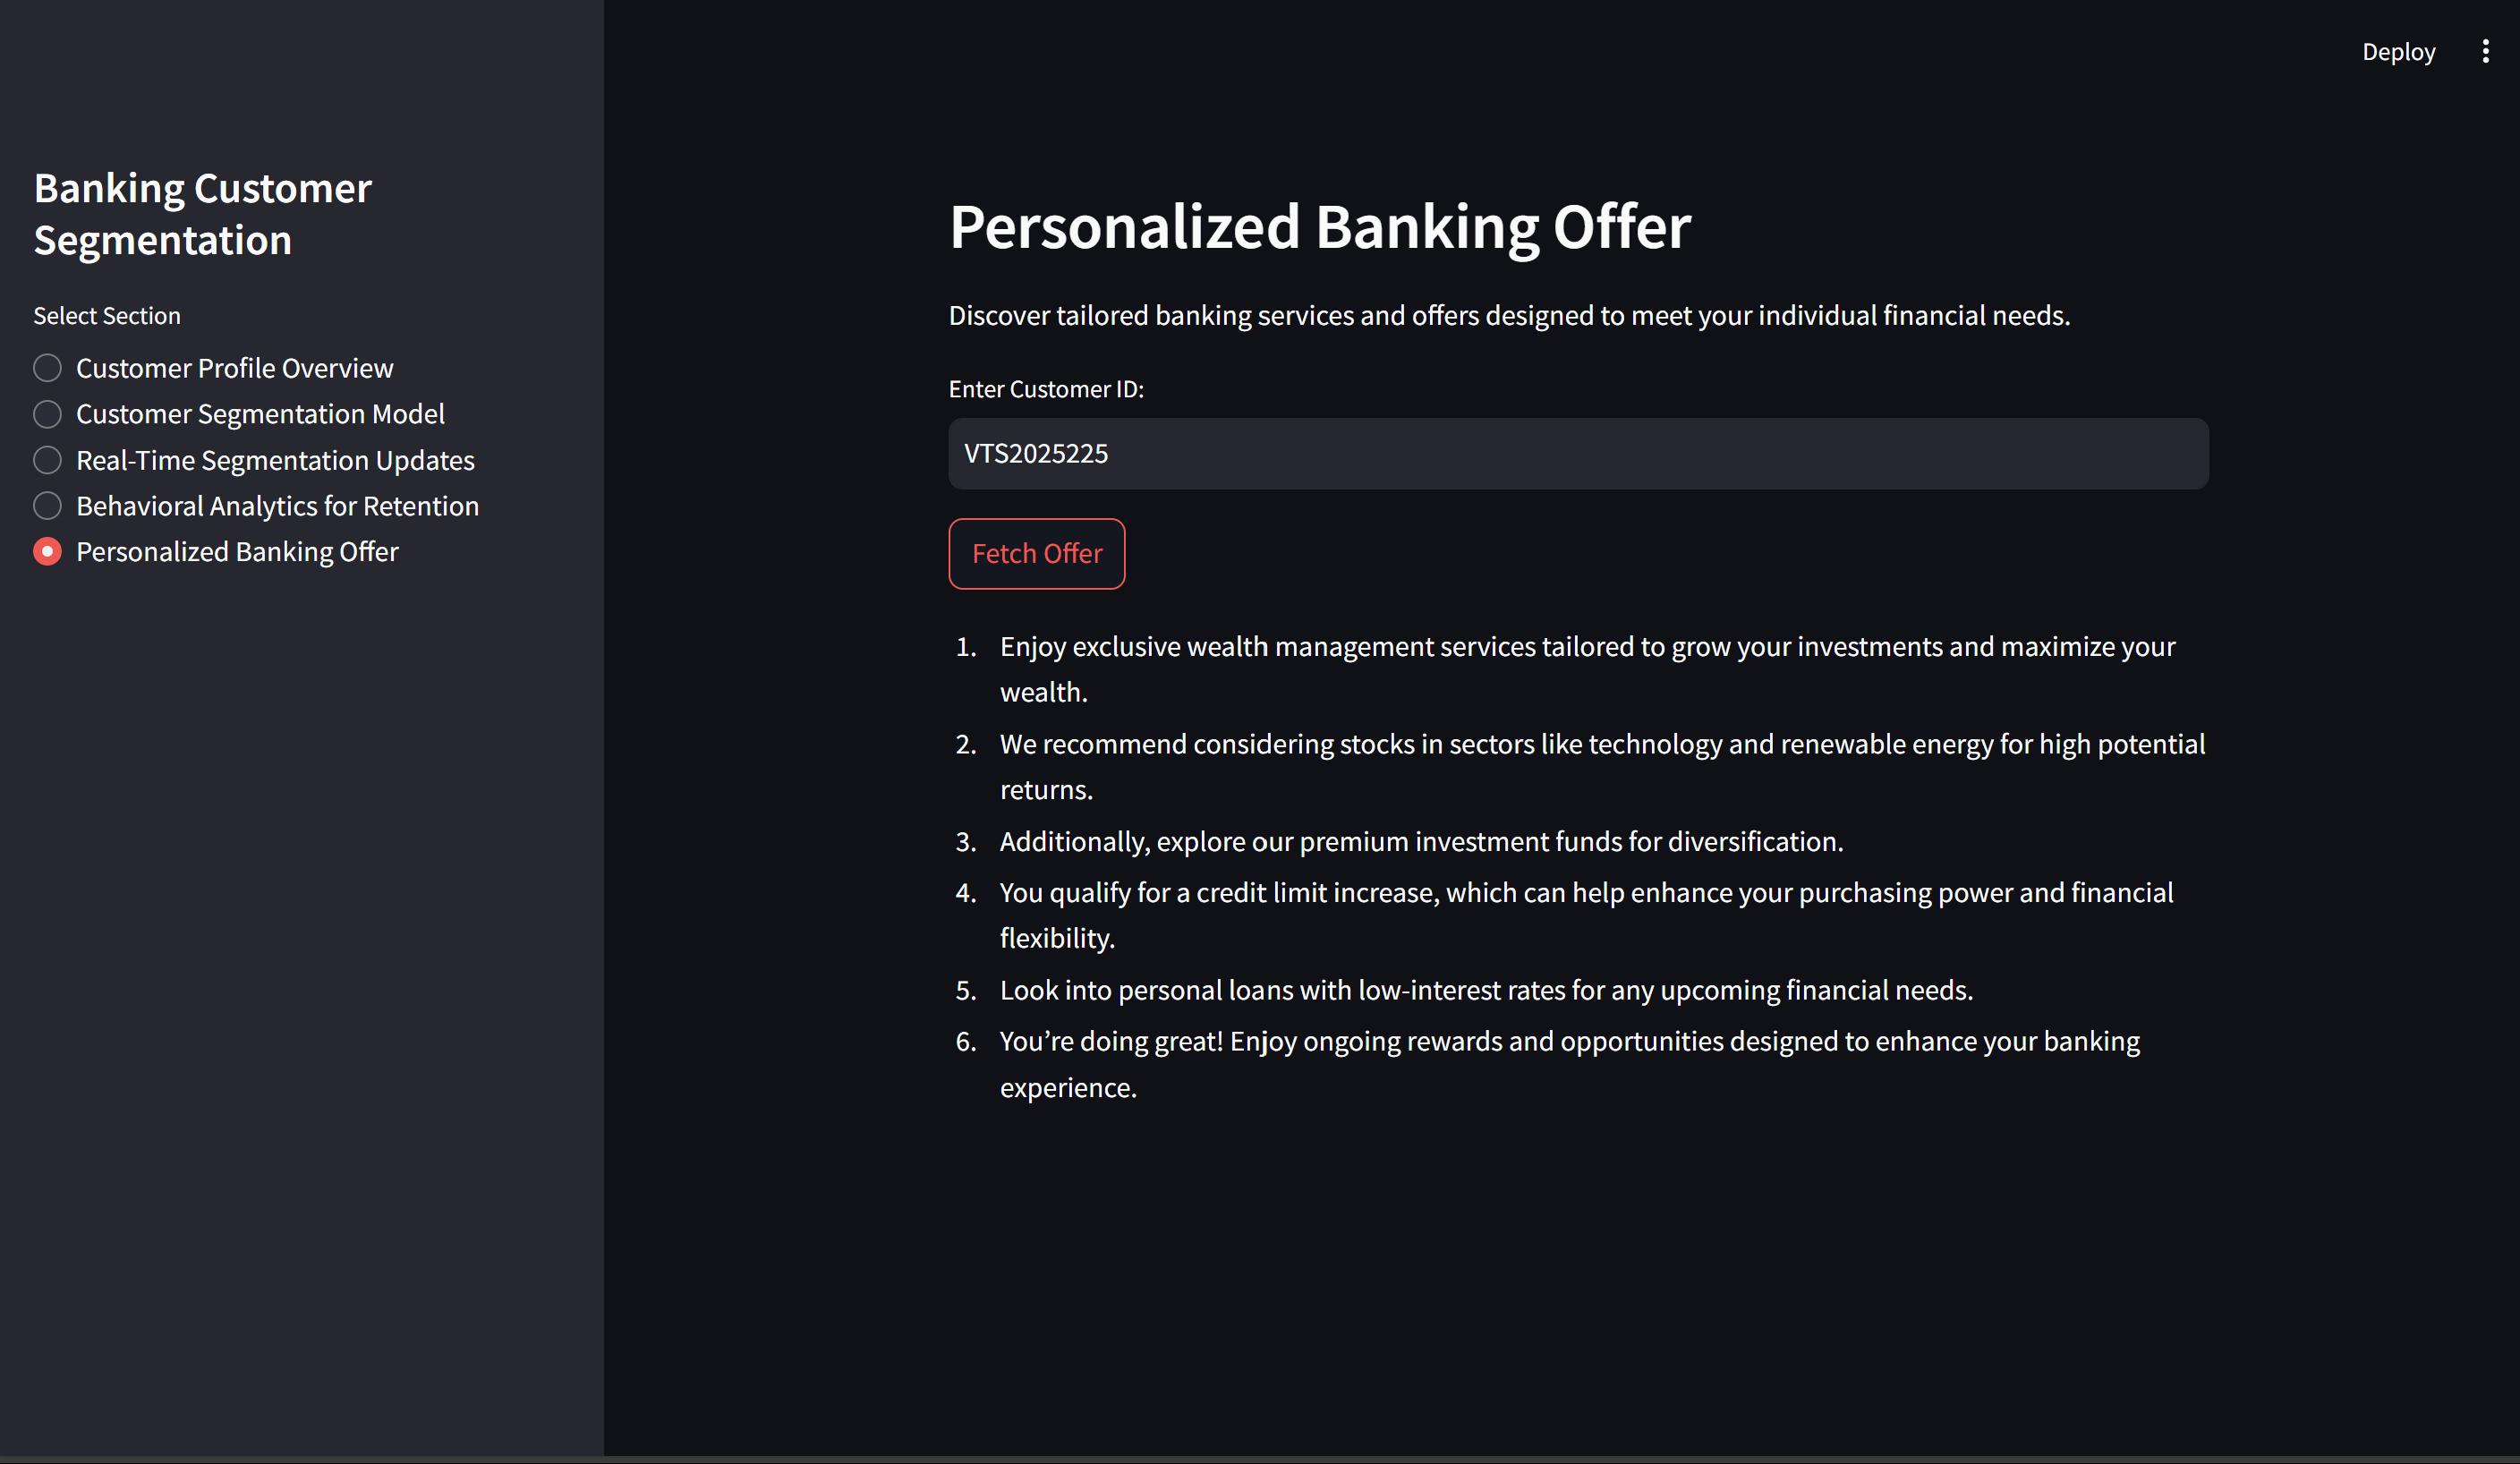 Deploy
Banking Customer
Segmentation
Select Section
Customer Profile Overview
Customer Segmentation Model
Real-Time Segmentation Updates
Behavioral Analytics for Retention
Personalized Banking Offer
Personalized Banking Offer
Discover tailored banking services and offers designed to meet your individual financial needs.
Enter Customer ID:
VTS2025225
Fetch Offer
1. Enjoy exclusive wealth management services tailored to grow your investments and maximize your
wealth.
2. We recommend considering stocks in sectors like technology and renewable energy for high potential
returns.
3. Additionally, explore our premium investment funds for diversification.
4. You qualify for a credit limit increase, which can help enhance your purchasing power and financial
flexibility.
5. Look into personal loans with low-interest rates for any upcoming financial needs.
6. You’re doing great! Enjoy ongoing rewards and opportunities designed to enhance your banking
experience.